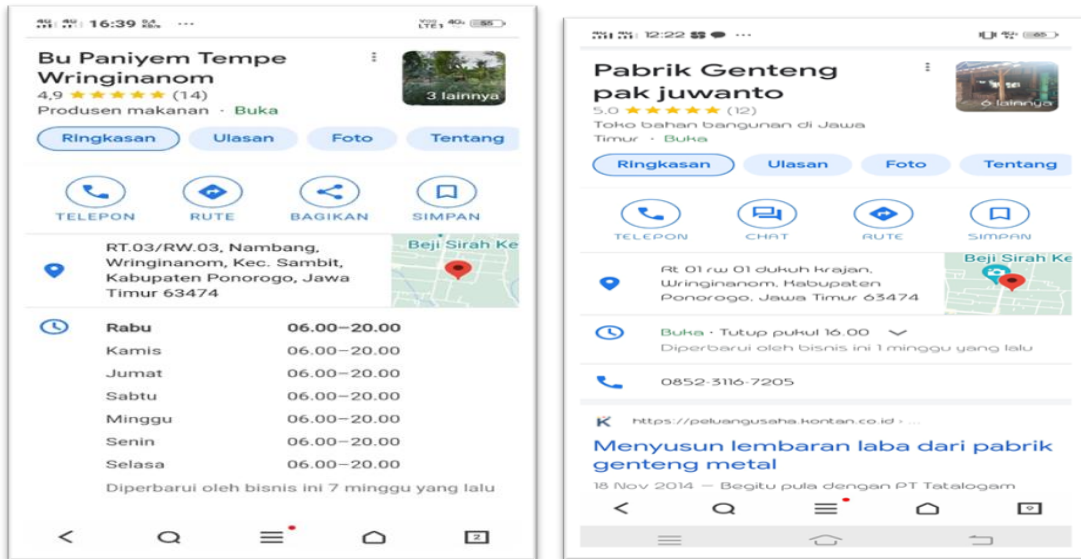 16:39
55
Bu Paniyem Tempe
Wringinanom
4,9 ★★★★★ (14)
3 lainnya
Produsen makanan · Buka
Ringkasan
Ulasan
Foto
Tentang
TELEPON
RUTE
BAGIKAN
SIMPAN
RT.03/RW.03, Nambang,
Wringinanom, Kec. Sambit,
Kabupaten Ponorogo, Jawa
Timur 63474
Beji Sirah Ke
Rabu 06.00–20.00
Kamis 06.00–20.00
Jumat 06.00–20.00
Sabtu 06.00–20.00
Minggu 06.00–20.00
Senin 06.00–20.00
Selasa 06.00–20.00
Diperbarui oleh bisnis ini 7 minggu yang lalu
2
12:22
Pabrik Genteng
pak juwanto
5,0 ★★★★★ (12)
6 lainnya
Toko bahan bangunan di Jawa
Timur · Buka
Ringkasan
Ulasan
Foto
Tentang
TELEPON
CHAT
RUTE
SIMPAN
Rt 01 rw 01 dukuh krajan,
Wringinanom, Kabupaten
Ponorogo, Jawa Timur 63474
Beji Sirah Ke
Buka · Tutup pukul 16.00
Diperbarui oleh bisnis ini 1 minggu yang lalu
0852-3116-7205
K
https://peluangusaha.kontan.co.id › ...
Menyusun lembaran laba dari pabrik
genteng metal
18 Nov 2014 — Begitu pula dengan PT Tatalogam
9